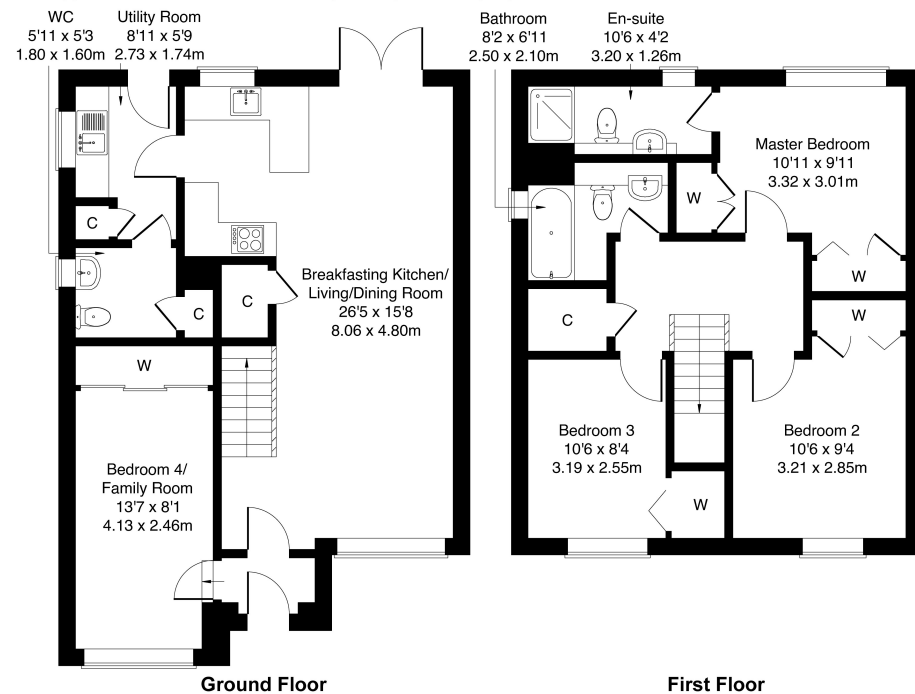 WC
5'11 x 5'3
1.80 x 1.60m
Utility Room
8'11 x 5'9
2.73 x 1.74m
C
C
C
Breakfasting Kitchen/
Living/Dining Room
26'5 x 15'8
8.06 x 4.80m
W
Bedroom 4/
Family Room
13'7 x 8'1
4.13 x 2.46m
Ground Floor
Bathroom
8'2 x 6'11
2.50 x 2.10m
En-suite
10'6 x 4'2
3.20 x 1.26m
Master Bedroom
10'11 x 9'11
3.32 x 3.01m
W
W
W
C
Bedroom 3
10'6 x 8'4
3.19 x 2.55m
Bedroom 2
10'6 x 9'4
3.21 x 2.85m
W
First Floor